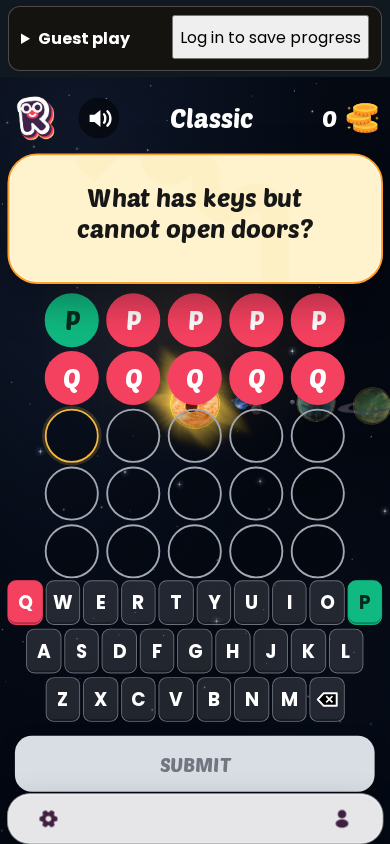 Guest play
Log in to save progress
R
Classic
0
What has keys but
cannot open doors?
P P P P P
Q Q Q Q Q
Q W E R T Y U I O P
A S D F G H J K L
Z X C V B N M
SUBMIT